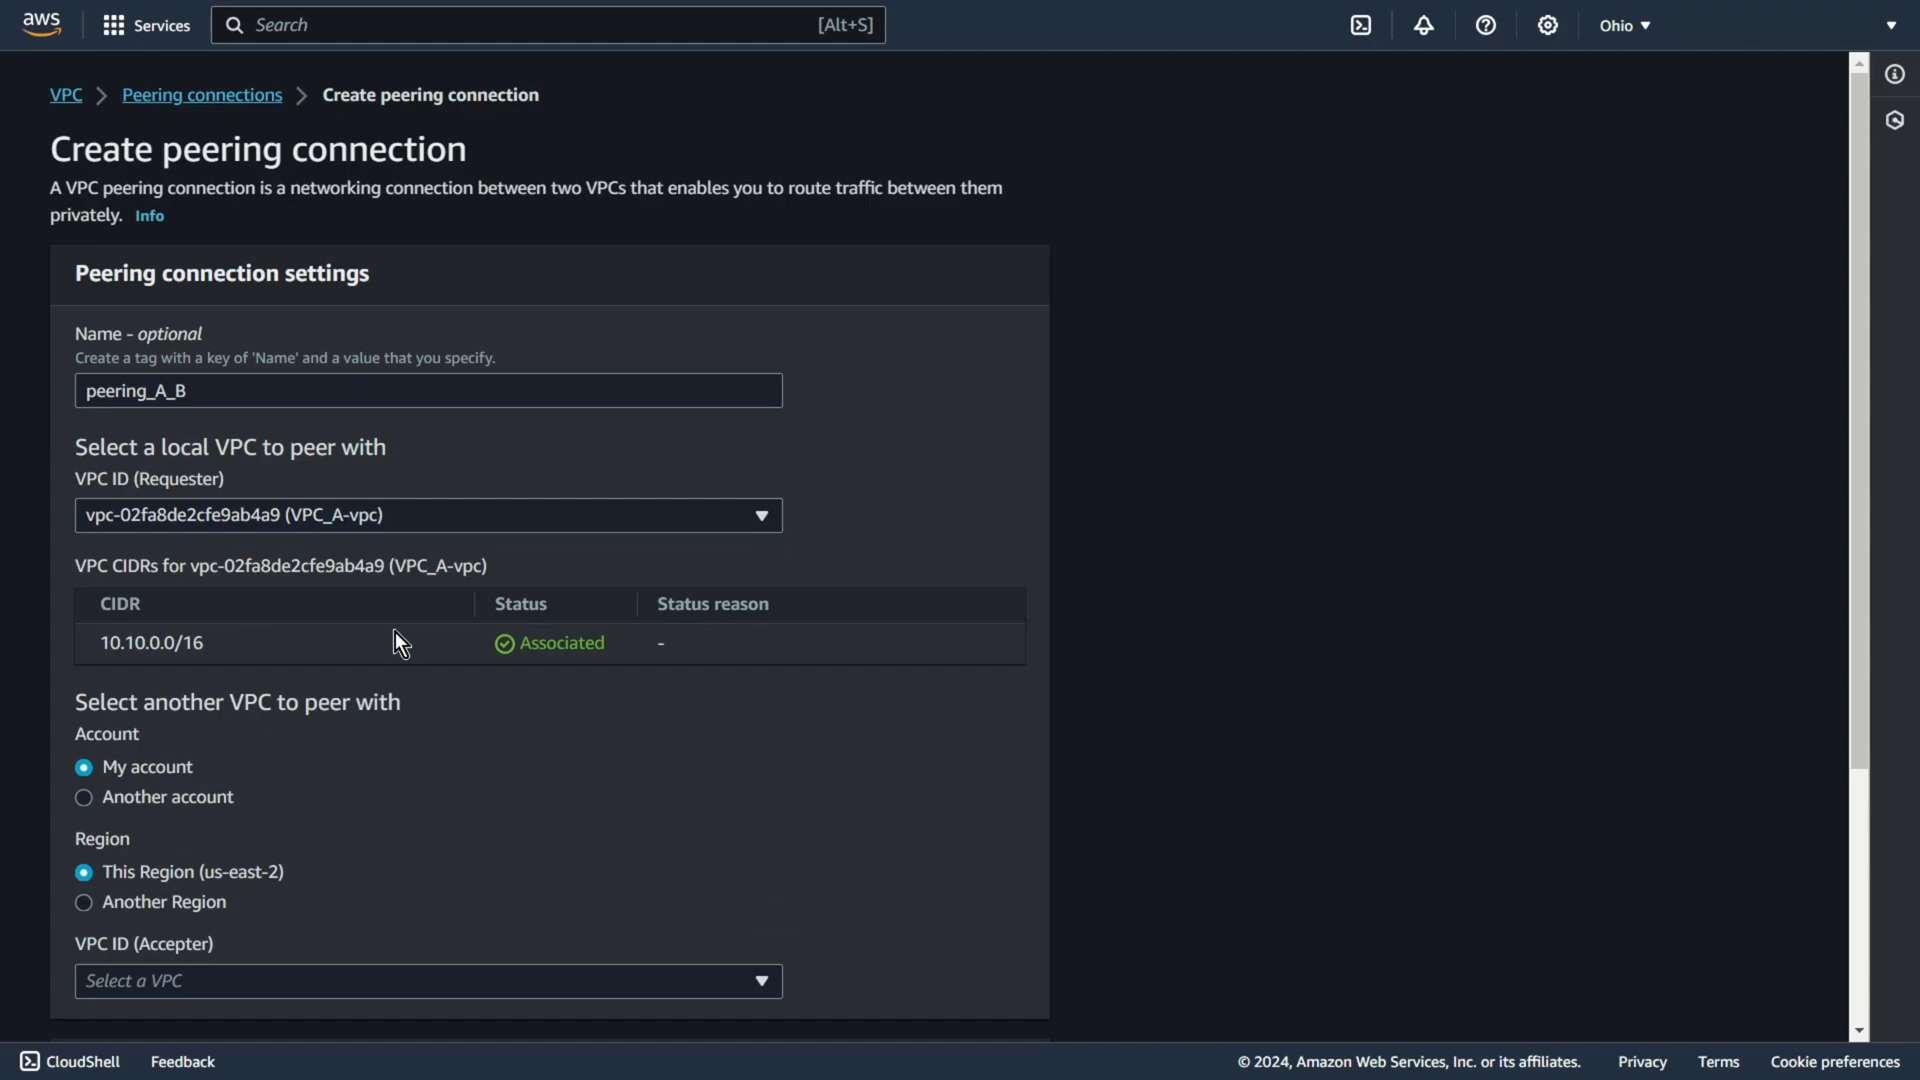 aws
Services
Search
[Alt+S]
Ohio
VPC
Peering connections
Create peering connection
Create peering connection
A VPC peering connection is a networking connection between two VPCs that enables you to route traffic between them
privately. Info
Peering connection settings
Name - optional
Create a tag with a key of 'Name' and a value that you specify.
peering_A_B
Select a local VPC to peer with
VPC ID (Requester)
vpc-02fa8de2cfe9ab4a9 (VPC_A-vpc)
VPC CIDRs for vpc-02fa8de2cfe9ab4a9 (VPC_A-vpc)
CIDR Status Status reason
10.10.0.0/16 Associated -
Select another VPC to peer with
Account
My account
Another account
Region
This Region (us-east-2)
Another Region
VPC ID (Accepter)
Select a VPC
CloudShell
Feedback
© 2024, Amazon Web Services, Inc. or its affiliates.
Privacy
Terms
Cookie preferences